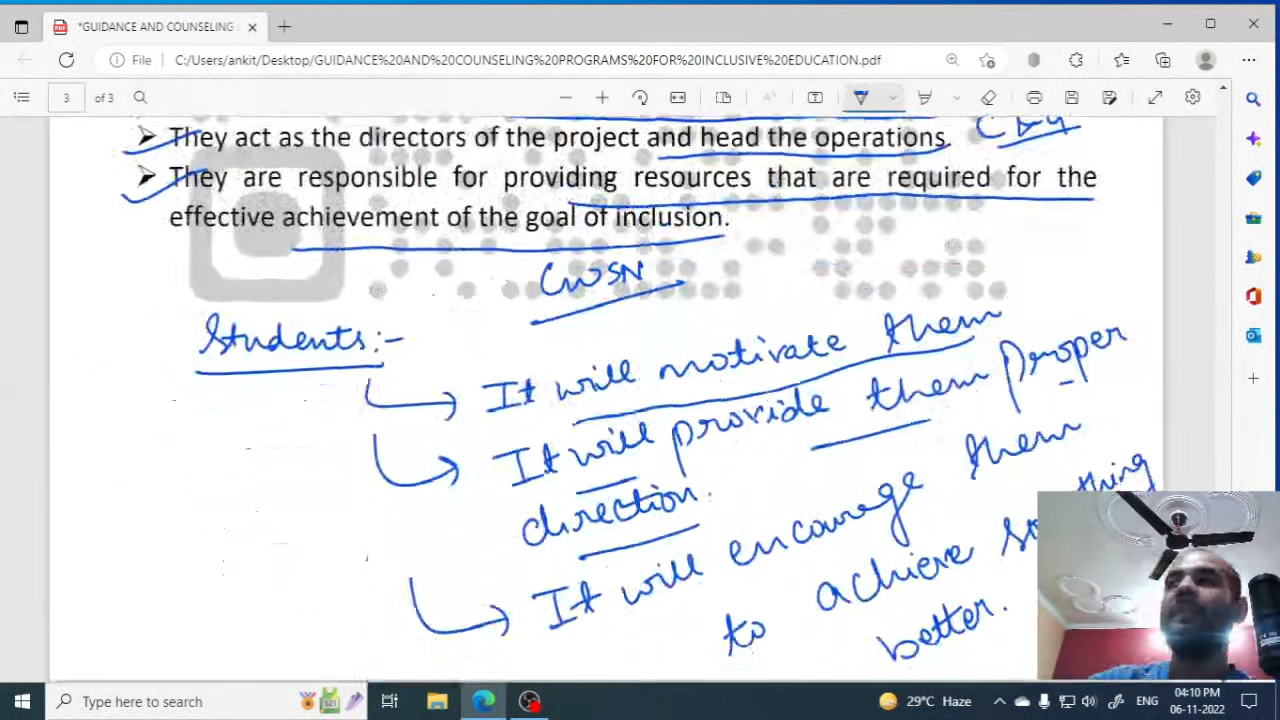 *GUIDANCE AND COUNSELING
File C:/Users/ankit/Desktop/GUIDANCE%20AND%20COUNSELING%20PROGRAMS%20FOR%20INCLUSIVE%20EDUCATION.pdf
3 of 3
They act as the directors of the project and head the operations.
They are responsible for providing resources that are required for the
effective achievement of the goal of inclusion.
CWSN
Students:-
It will motivate them
It will provide them proper
direction.
It will encourage them
to achieve something
better.
Type here to search
29°C Haze
ENG
04:10 PM
06-11-2022